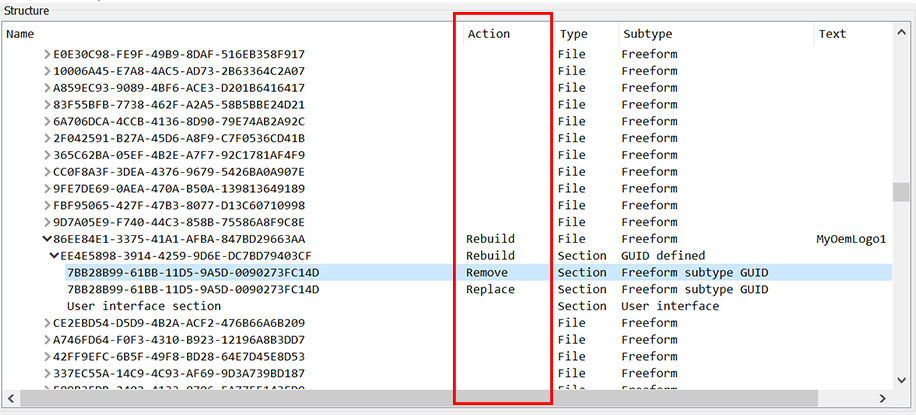 Structure
Name Action Type Subtype Text
E0E30C98-FE9F-49B9-8DAF-516EB358F917 File Freeform
10006A45-E7A8-4AC5-AD73-2B63364C2A07 File Freeform
A859EC93-9089-4BF6-ACE3-D201B6416417 File Freeform
83F55BFB-7738-462F-A2A5-58B5BBE24D21 File Freeform
6A706DCA-4CCB-4136-8D90-79E74AB2A92C File Freeform
2F042591-B27A-45D6-A8F9-C7F0536CD41B File Freeform
365C62BA-05EF-4B2E-A7F7-92C1781AF4F9 File Freeform
CC0F8A3F-3DEA-4376-9679-5426BA0A907E File Freeform
9FE7DE69-0AEA-470A-B50A-139813649189 File Freeform
FBF95065-427F-47B3-8077-D13C60710998 File Freeform
9D7A05E9-F740-44C3-858B-75586A8F9C8E File Freeform
86EE84E1-3375-41A1-AFBA-847BD29663AA Rebuild File Freeform MyOemLogo1
EE4E5898-3914-4259-9D6E-DC7BD79403CF Rebuild Section GUID defined
7BB28B99-61BB-11D5-9A5D-0090273FC14D Remove Section Freeform subtype GUID
7BB28B99-61BB-11D5-9A5D-0090273FC14D Replace Section Freeform subtype GUID
User interface section Section User interface
CE2EBD54-D5D9-4B2A-ACF2-476B66A6B209 File Freeform
A746FD64-F0F3-4310-B923-12196A8B3DD7 File Freeform
42FF9EFC-6B5F-49F8-BD28-64E7D45E8D53 File Freeform
337EC55A-14C9-4C93-AF69-9D3A739BD187 File Freeform
File Freeform